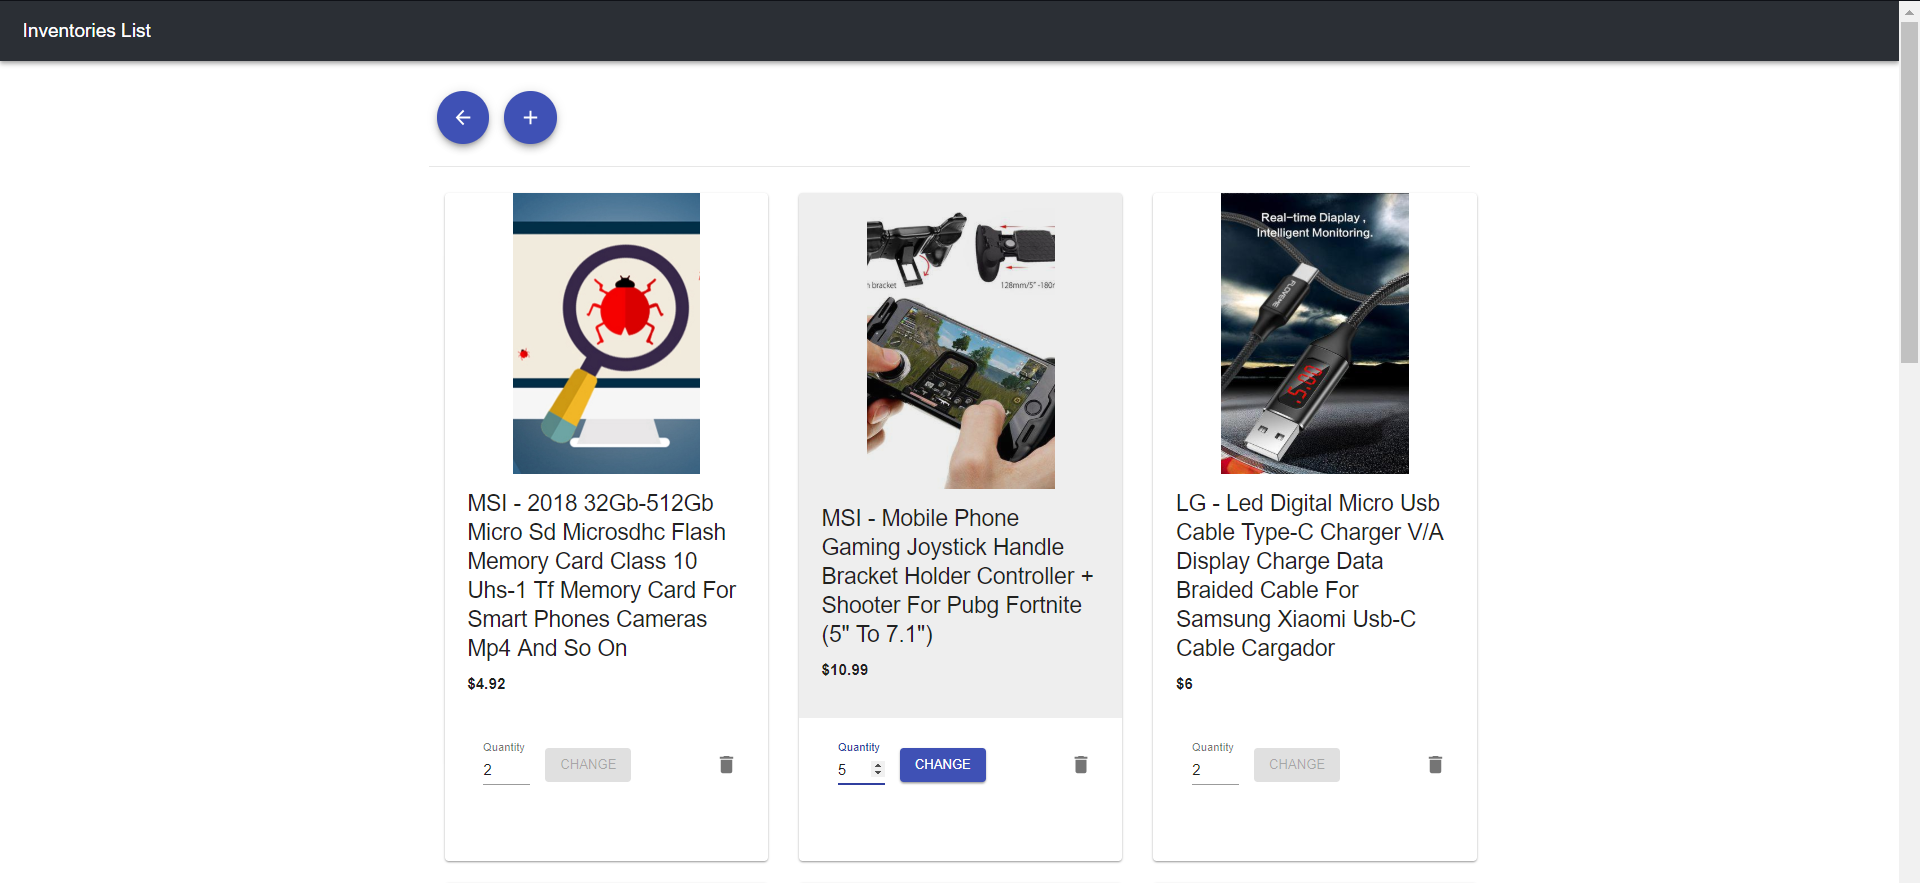 Inventories List
Real-time Diaplay ,
Intelligent Monitoring.
bracket
128mm/5" -180
FLOVEME
5.00
MSI - 2018 32Gb-512Gb
Micro Sd Microsdhc Flash
Memory Card Class 10
Uhs-1 Tf Memory Card For
Smart Phones Cameras
Mp4 And So On
$4.92
Quantity
2
CHANGE
MSI - Mobile Phone
Gaming Joystick Handle
Bracket Holder Controller +
Shooter For Pubg Fortnite
(5" To 7.1")
$10.99
Quantity
5
CHANGE
LG - Led Digital Micro Usb
Cable Type-C Charger V/A
Display Charge Data
Braided Cable For
Samsung Xiaomi Usb-C
Cable Cargador
$6
Quantity
2
CHANGE